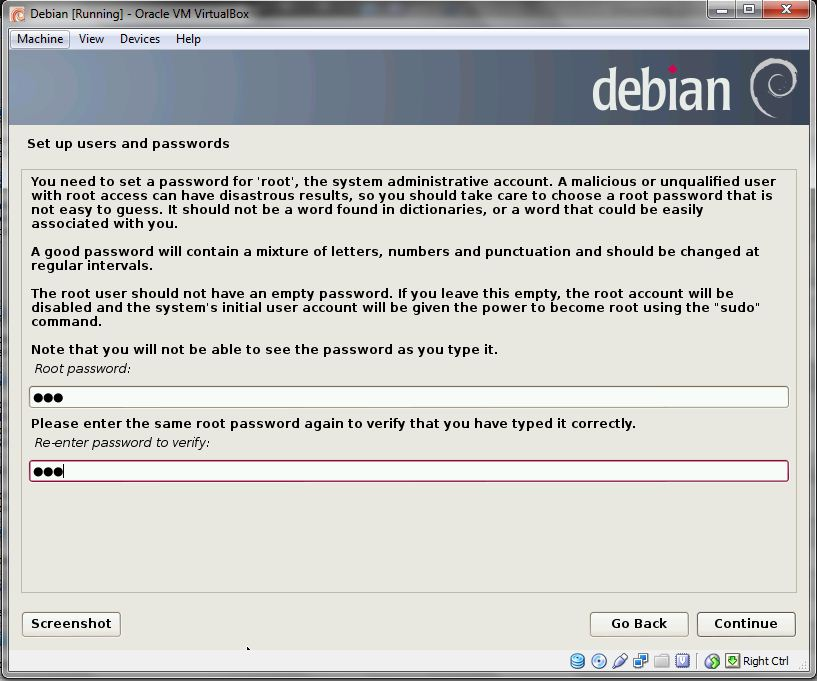 Debian [Running] - Oracle VM VirtualBox
Machine View Devices Help
debian
Set up users and passwords
You need to set a password for 'root', the system administrative account. A malicious or unqualified user
with root access can have disastrous results, so you should take care to choose a root password that is
not easy to guess. It should not be a word found in dictionaries, or a word that could be easily
associated with you.
A good password will contain a mixture of letters, numbers and punctuation and should be changed at
regular intervals.
The root user should not have an empty password. If you leave this empty, the root account will be
disabled and the system's initial user account will be given the power to become root using the "sudo"
command.
Note that you will not be able to see the password as you type it.
Root password:
●●●
Please enter the same root password again to verify that you have typed it correctly.
Re-enter password to verify:
●●●
Screenshot Go Back Continue
Right Ctrl